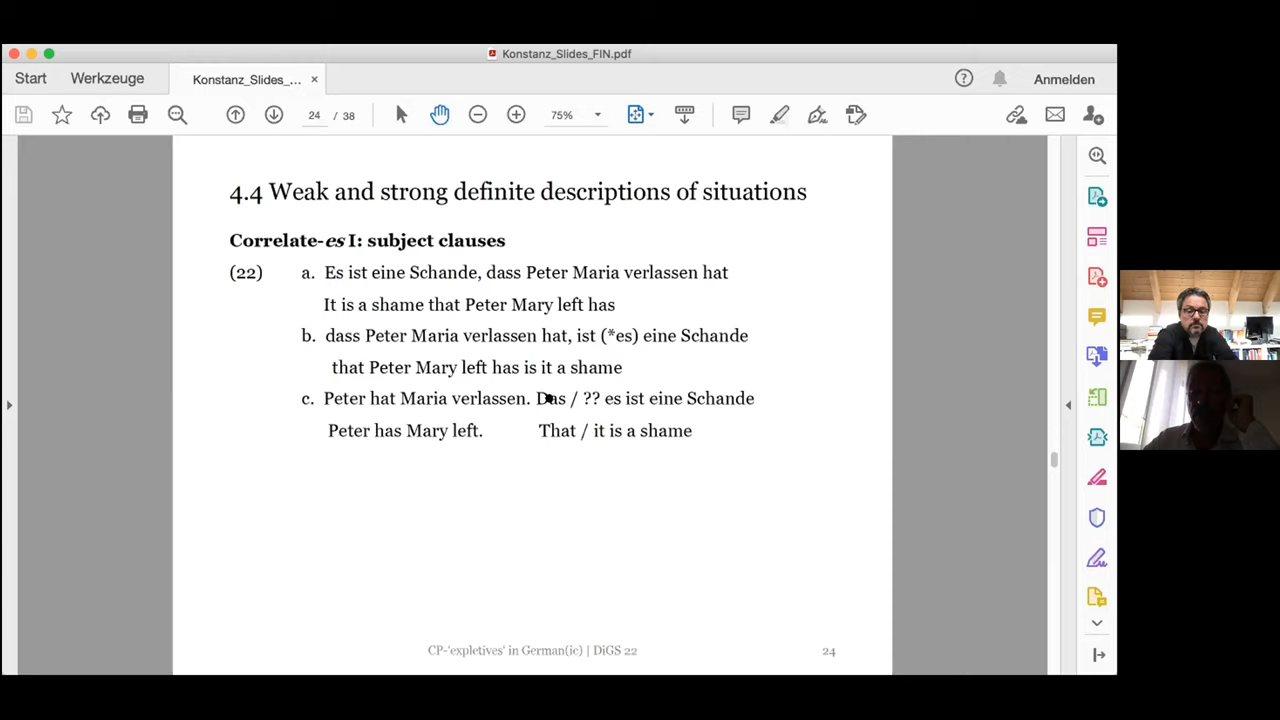 Konstanz_Slides_FIN.pdf
Start Werkzeuge Konstanz_Slides_... × Anmelden
24 / 38 75%
4.4 Weak and strong definite descriptions of situations
Correlate-es I: subject clauses
(22) a. Es ist eine Schande, dass Peter Maria verlassen hat
It is a shame that Peter Mary left has
b. dass Peter Maria verlassen hat, ist (*es) eine Schande
that Peter Mary left has is it a shame
c. Peter hat Maria verlassen. Das / ?? es ist eine Schande
Peter has Mary left. That / it is a shame
CP-‘expletives’ in German(ic) | DiGS 22 24